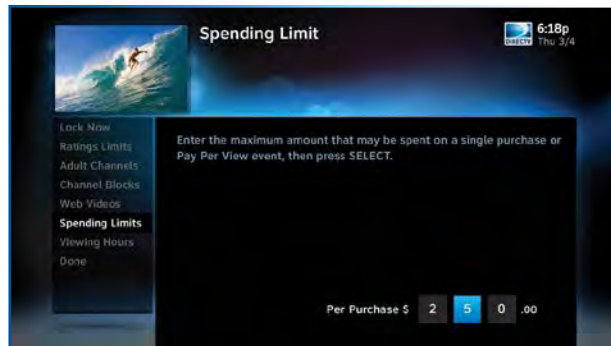 Spending Limit
DIRECTV
6:18p
Thu 3/4
Lock Now
Ratings Limits
Adult Channels
Channel Blocks
Web Videos
Spending Limits
Viewing Hours
Done
Enter the maximum amount that may be spent on a single purchase or
Pay Per View event, then press SELECT.
Per Purchase $ 2 5 0 .00